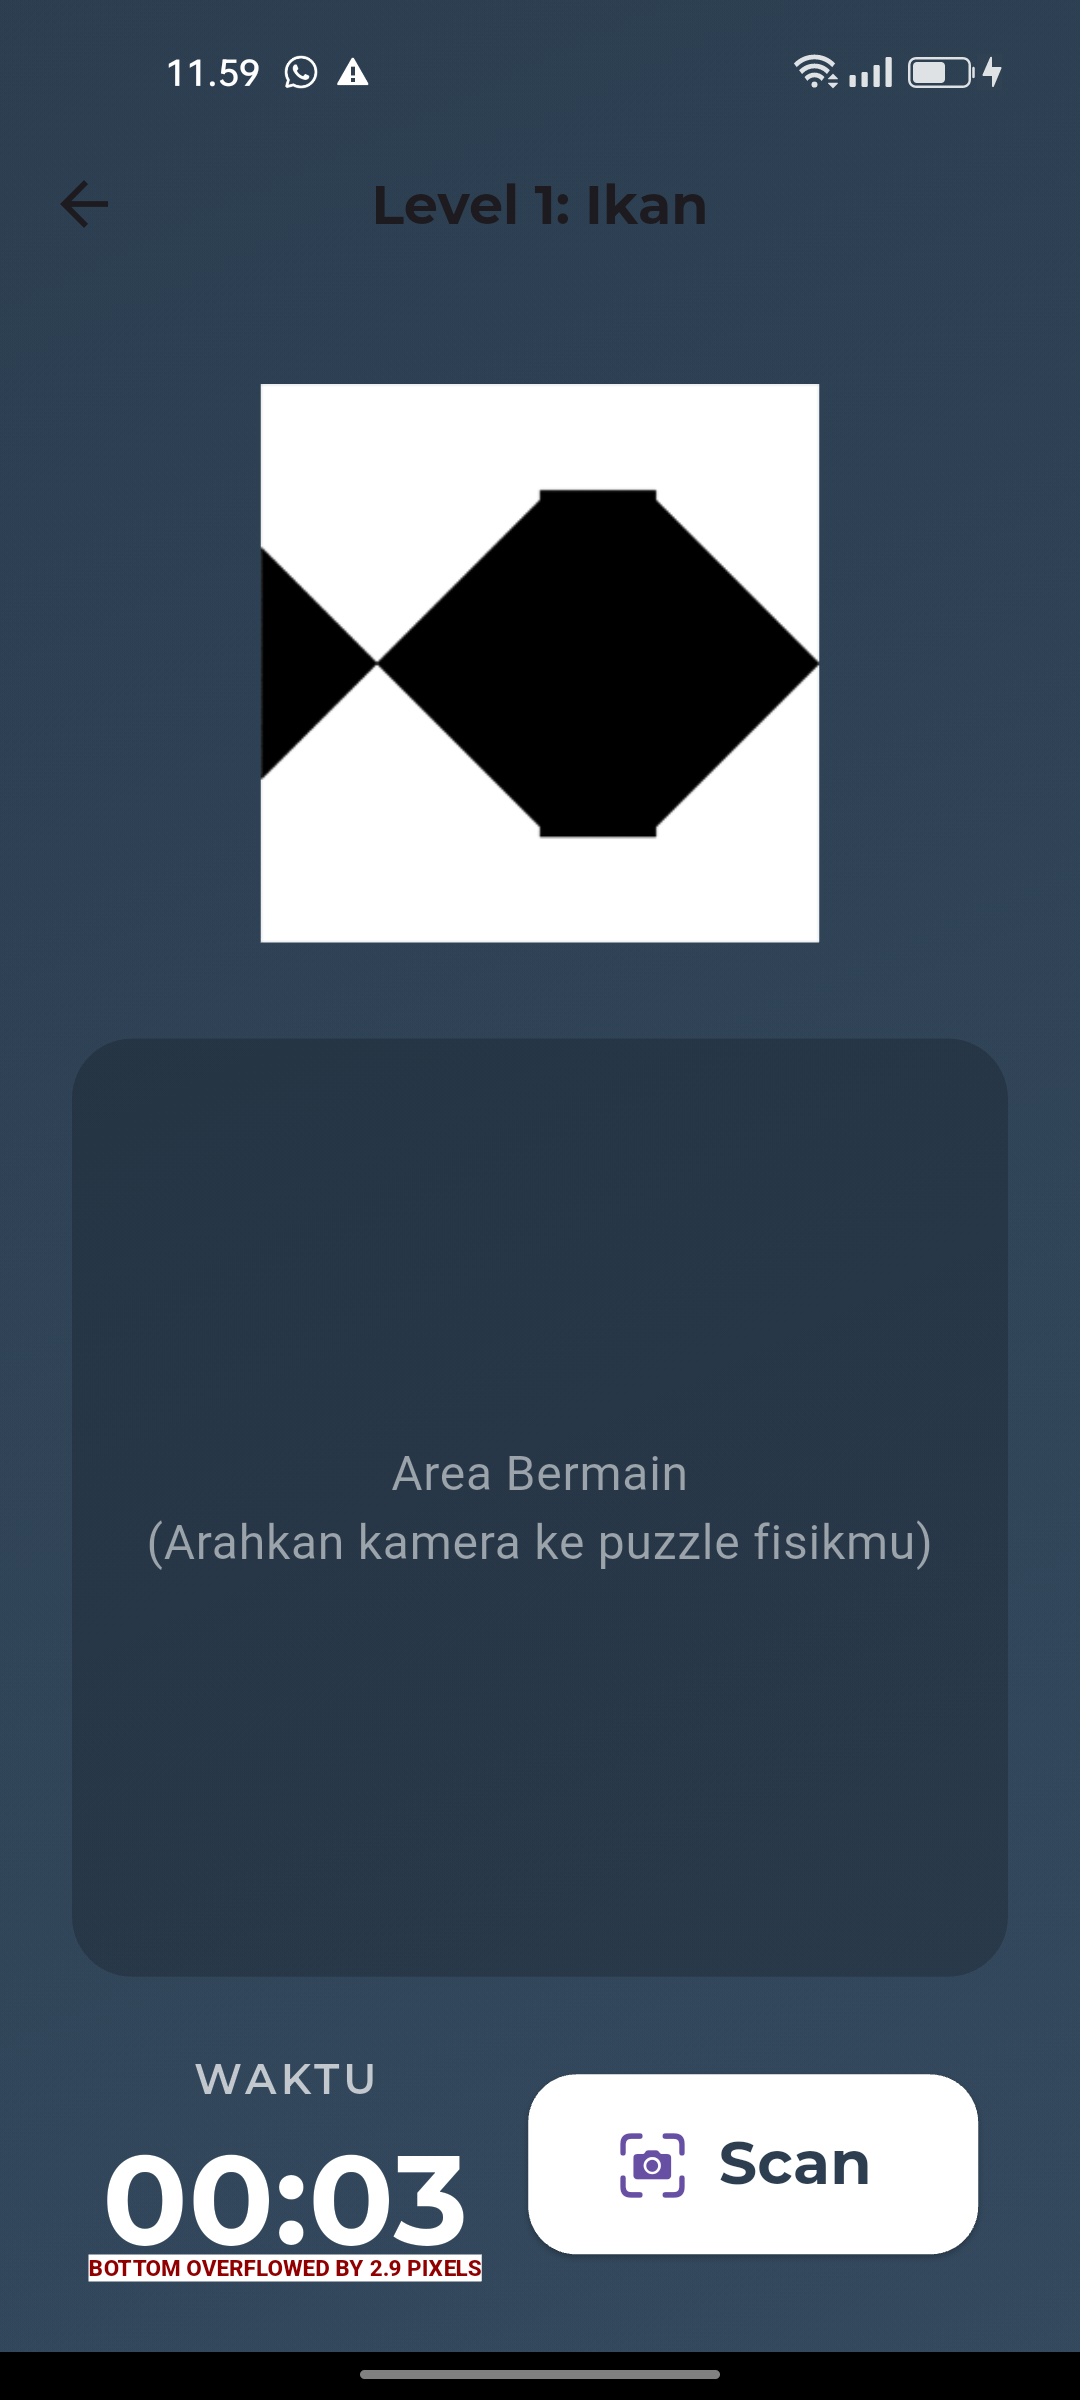 11.59
Level 1: Ikan
Area Bermain
(Arahkan kamera ke puzzle fisikmu)
WAKTU
00:03
BOTTOM OVERFLOWED BY 2.9 PIXELS
Scan